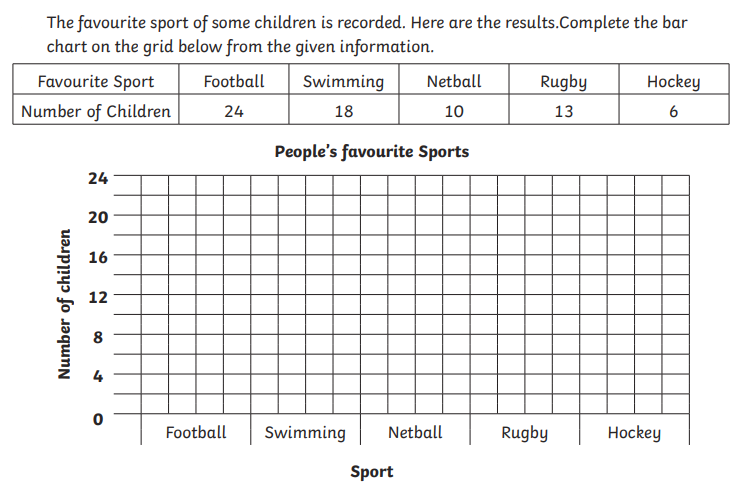 The favourite sport of some children is recorded. Here are the results.Complete the bar
chart on the grid below from the given information.
Favourite Sport Football Swimming Netball Rugby Hockey
Number of Children 24 18 10 13 6
People's favourite Sports
Number of children
24
20
16
12
8
4
0
Football Swimming Netball Rugby Hockey
Sport